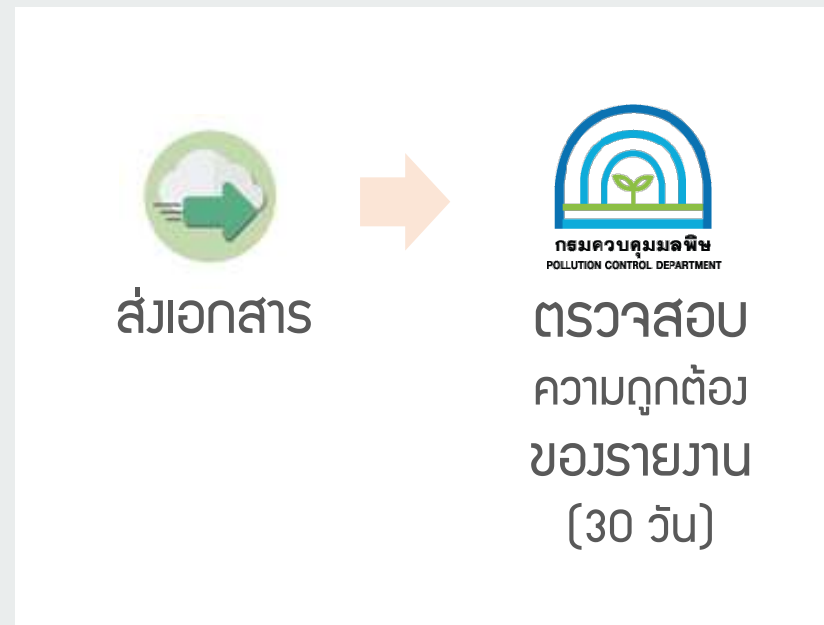 ส่งเอกสาร
กรมควบคุมมลพิษ
POLLUTION CONTROL DEPARTMENT
ตรวจสอบ
ความถูกต้อง
ของรายงาน
(30 วัน)